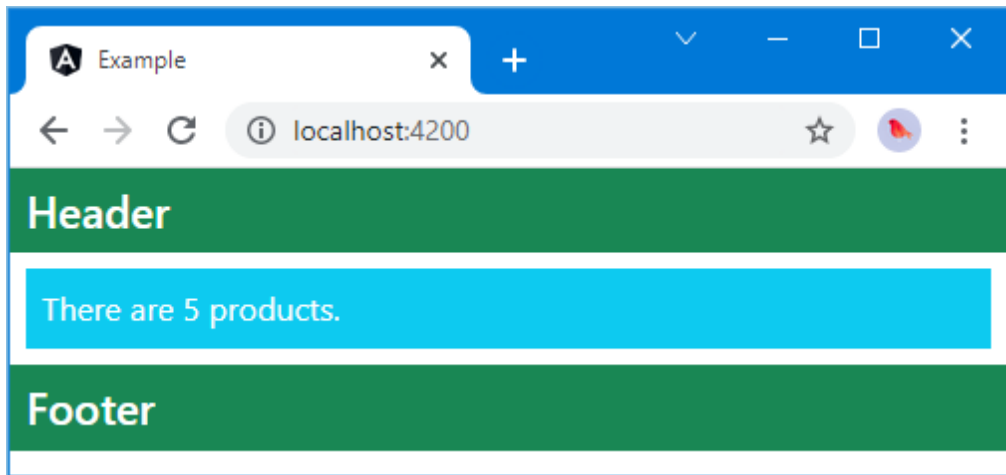 Example
localhost:4200
Header
There are 5 products.
Footer